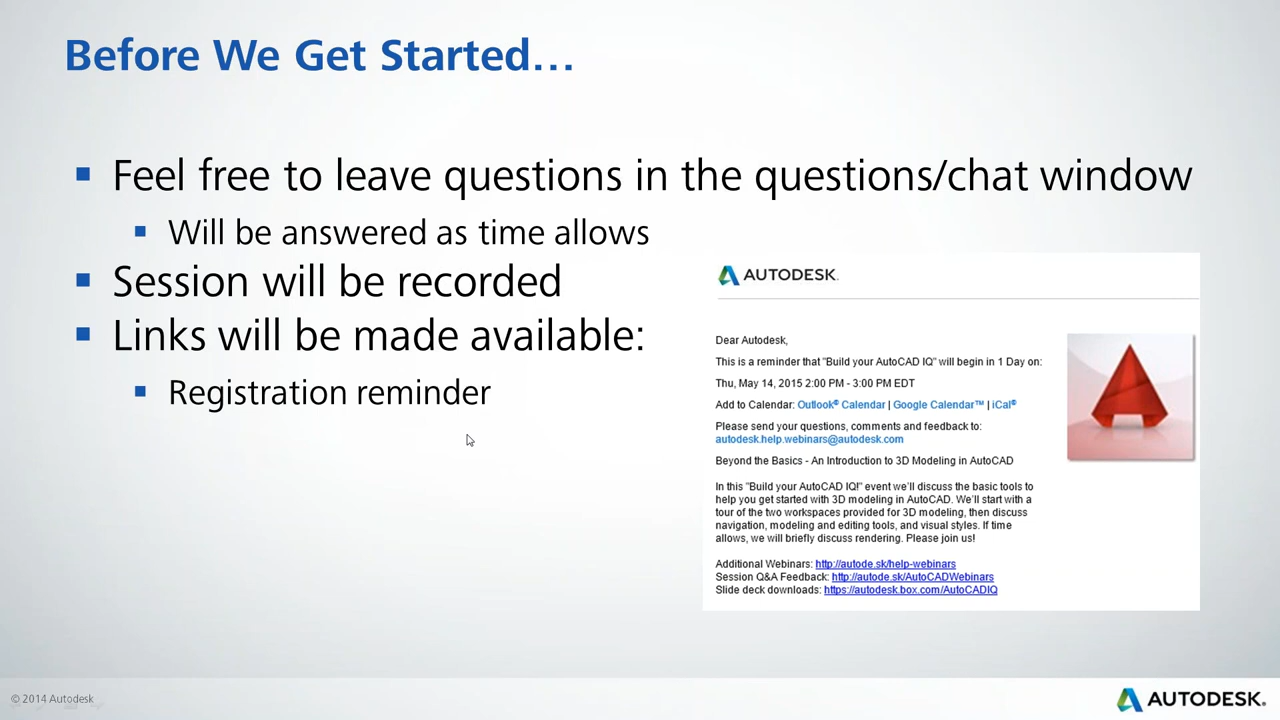 Before We Get Started…
Feel free to leave questions in the questions/chat window
Will be answered as time allows
Session will be recorded
Links will be made available:
Registration reminder
AUTODESK.
Dear Autodesk,
This is a reminder that "Build your AutoCAD IQ" will begin in 1 Day on:
Thu, May 14, 2015 2:00 PM - 3:00 PM EDT
Add to Calendar: Outlook® Calendar | Google Calendar™ | iCal®
Please send your questions, comments and feedback to:
autodesk.help.webinars@autodesk.com
Beyond the Basics - An Introduction to 3D Modeling in AutoCAD
In this "Build your AutoCAD IQ!" event we'll discuss the basic tools to
help you get started with 3D modeling in AutoCAD. We'll start with a
tour of the two workspaces provided for 3D modeling, then discuss
navigation, modeling and editing tools, and visual styles. If time
allows, we will briefly discuss rendering. Please join us!
Additional Webinars: http://autode.sk/help-webinars
Session Q&A Feedback: http://autode.sk/AutoCADWebinars
Slide deck downloads: https://autodesk.box.com/AutoCADIQ
© 2014 Autodesk
AUTODESK.